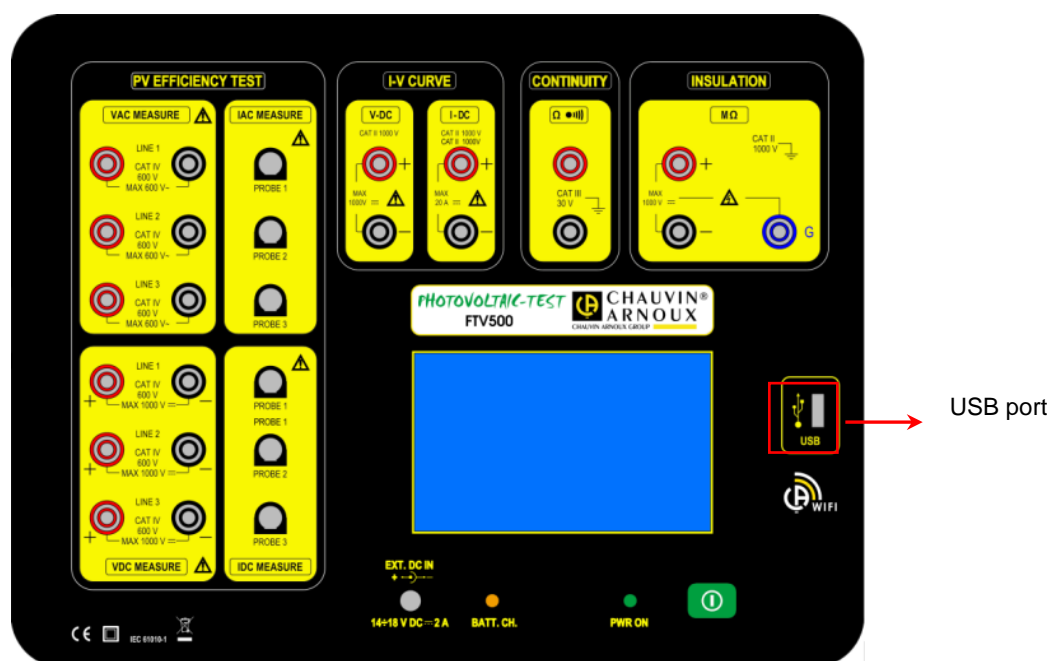 PV EFFICIENCY TEST
VAC MEASURE
IAC MEASURE
LINE 1
CAT IV
600 V
MAX 600 V~
PROBE 1
LINE 2
CAT IV
600 V
MAX 600 V~
PROBE 2
LINE 3
CAT IV
600 V
MAX 600 V~
PROBE 3
LINE 1
CAT IV
600 V
+ MAX 1000 V ⎓ −
PROBE 1
PROBE 1
LINE 2
CAT IV
600 V
+ MAX 1000 V ⎓ −
PROBE 2
LINE 3
CAT IV
600 V
+ MAX 1000 V ⎓ −
PROBE 3
VDC MEASURE
IDC MEASURE
I-V CURVE
V-DC
CAT II 1000 V
+
MAX
1000V ⎓
−
I-DC
CAT II 1000 V
CAT II 1000V
+
MAX
20 A ⎓
−
CONTINUITY
Ω
CAT III
30 V
INSULATION
MΩ
CAT II
1000 V
+
MAX
1000 V ⎓
−
G
PHOTOVOLTAIC-TEST
FTV500
CA
CHAUVIN®
ARNOUX
CHAUVIN ARNOUX GROUP
USB
USB port
CA WIFI
EXT. DC IN
+ −
14÷18 V DC ⎓ 2 A
BATT. CH.
PWR ON
CE
IEC 61010-1